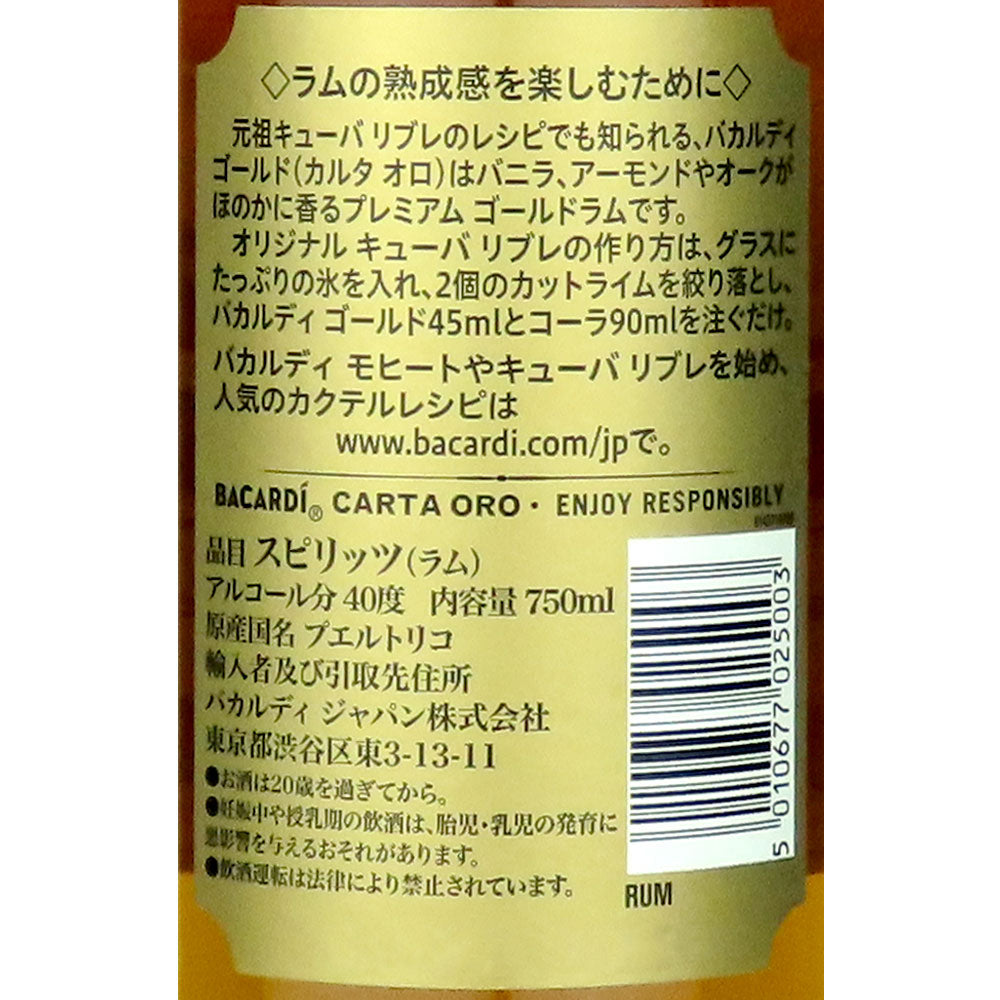 ◇ラムの熟成感を楽しむために◇
元祖キューバ リブレのレシピでも知られる、バカルディ
ゴールド(カルタ オロ)はバニラ、アーモンドやオークが
ほのかに香るプレミアム ゴールドラムです。
オリジナル キューバ リブレの作り方は、グラスに
たっぷりの氷を入れ、2個のカットライムを絞り落とし、
バカルディ ゴールド45mlとコーラ90mlを注ぐだけ。
バカルディ モヒートやキューバ リブレを始め、
人気のカクテルレシピは
www.bacardi.com/jpで。
BACARDÍ® CARTA ORO・ ENJOY RESPONSIBLY
品目 スピリッツ(ラム)
アルコール分 40度 内容量 750ml
原産国名 プエルトリコ
輸入者及び引取先住所
バカルディ ジャパン株式会社
東京都渋谷区東3-13-11
●お酒は20歳を過ぎてから。
●妊娠中や授乳期の飲酒は、胎児・乳児の発育に
悪影響を与えるおそれがあります。
●飲酒運転は法律により禁止されています。
5 010677 025003
RUM